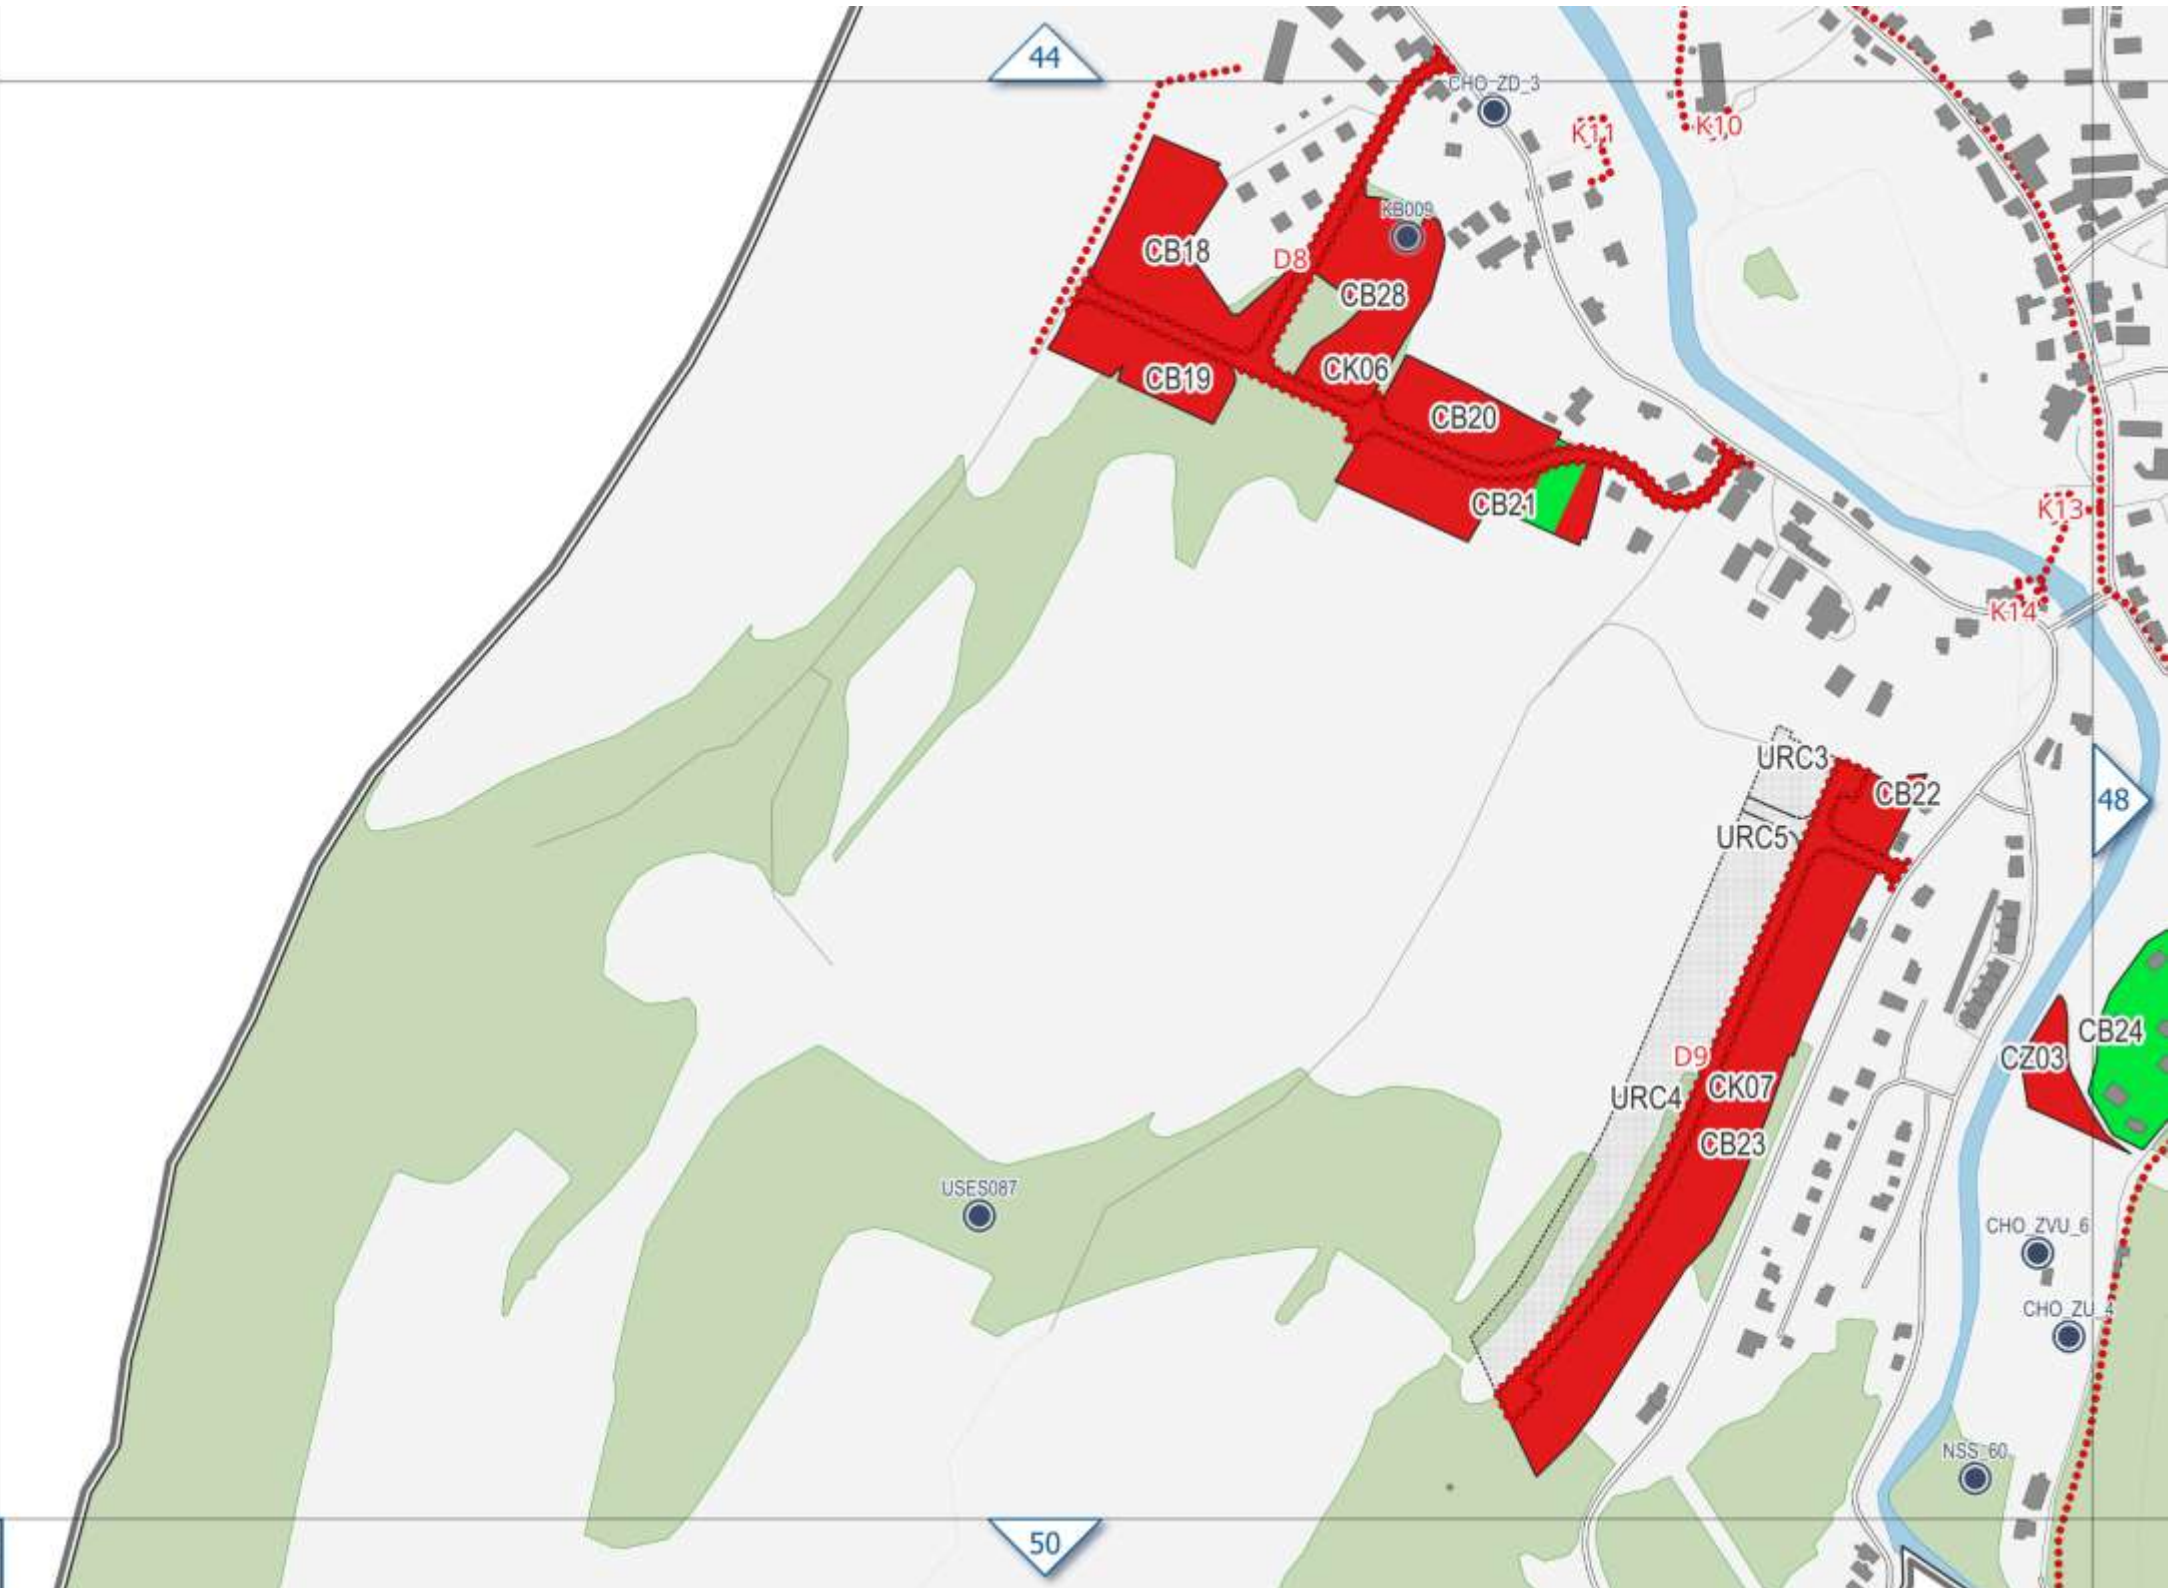 44
CHO_ZD_3
K11
K10
KB009
CB18
D8
CB28
CB19
CK06
CB20
CB21
K13
K14
URC3
CB22
48
URC5
CB24
D9
CZ03
CK07
URC4
CB23
USES087
CHO_ZVU_6
CHO_ZU_4
NSS_60
50